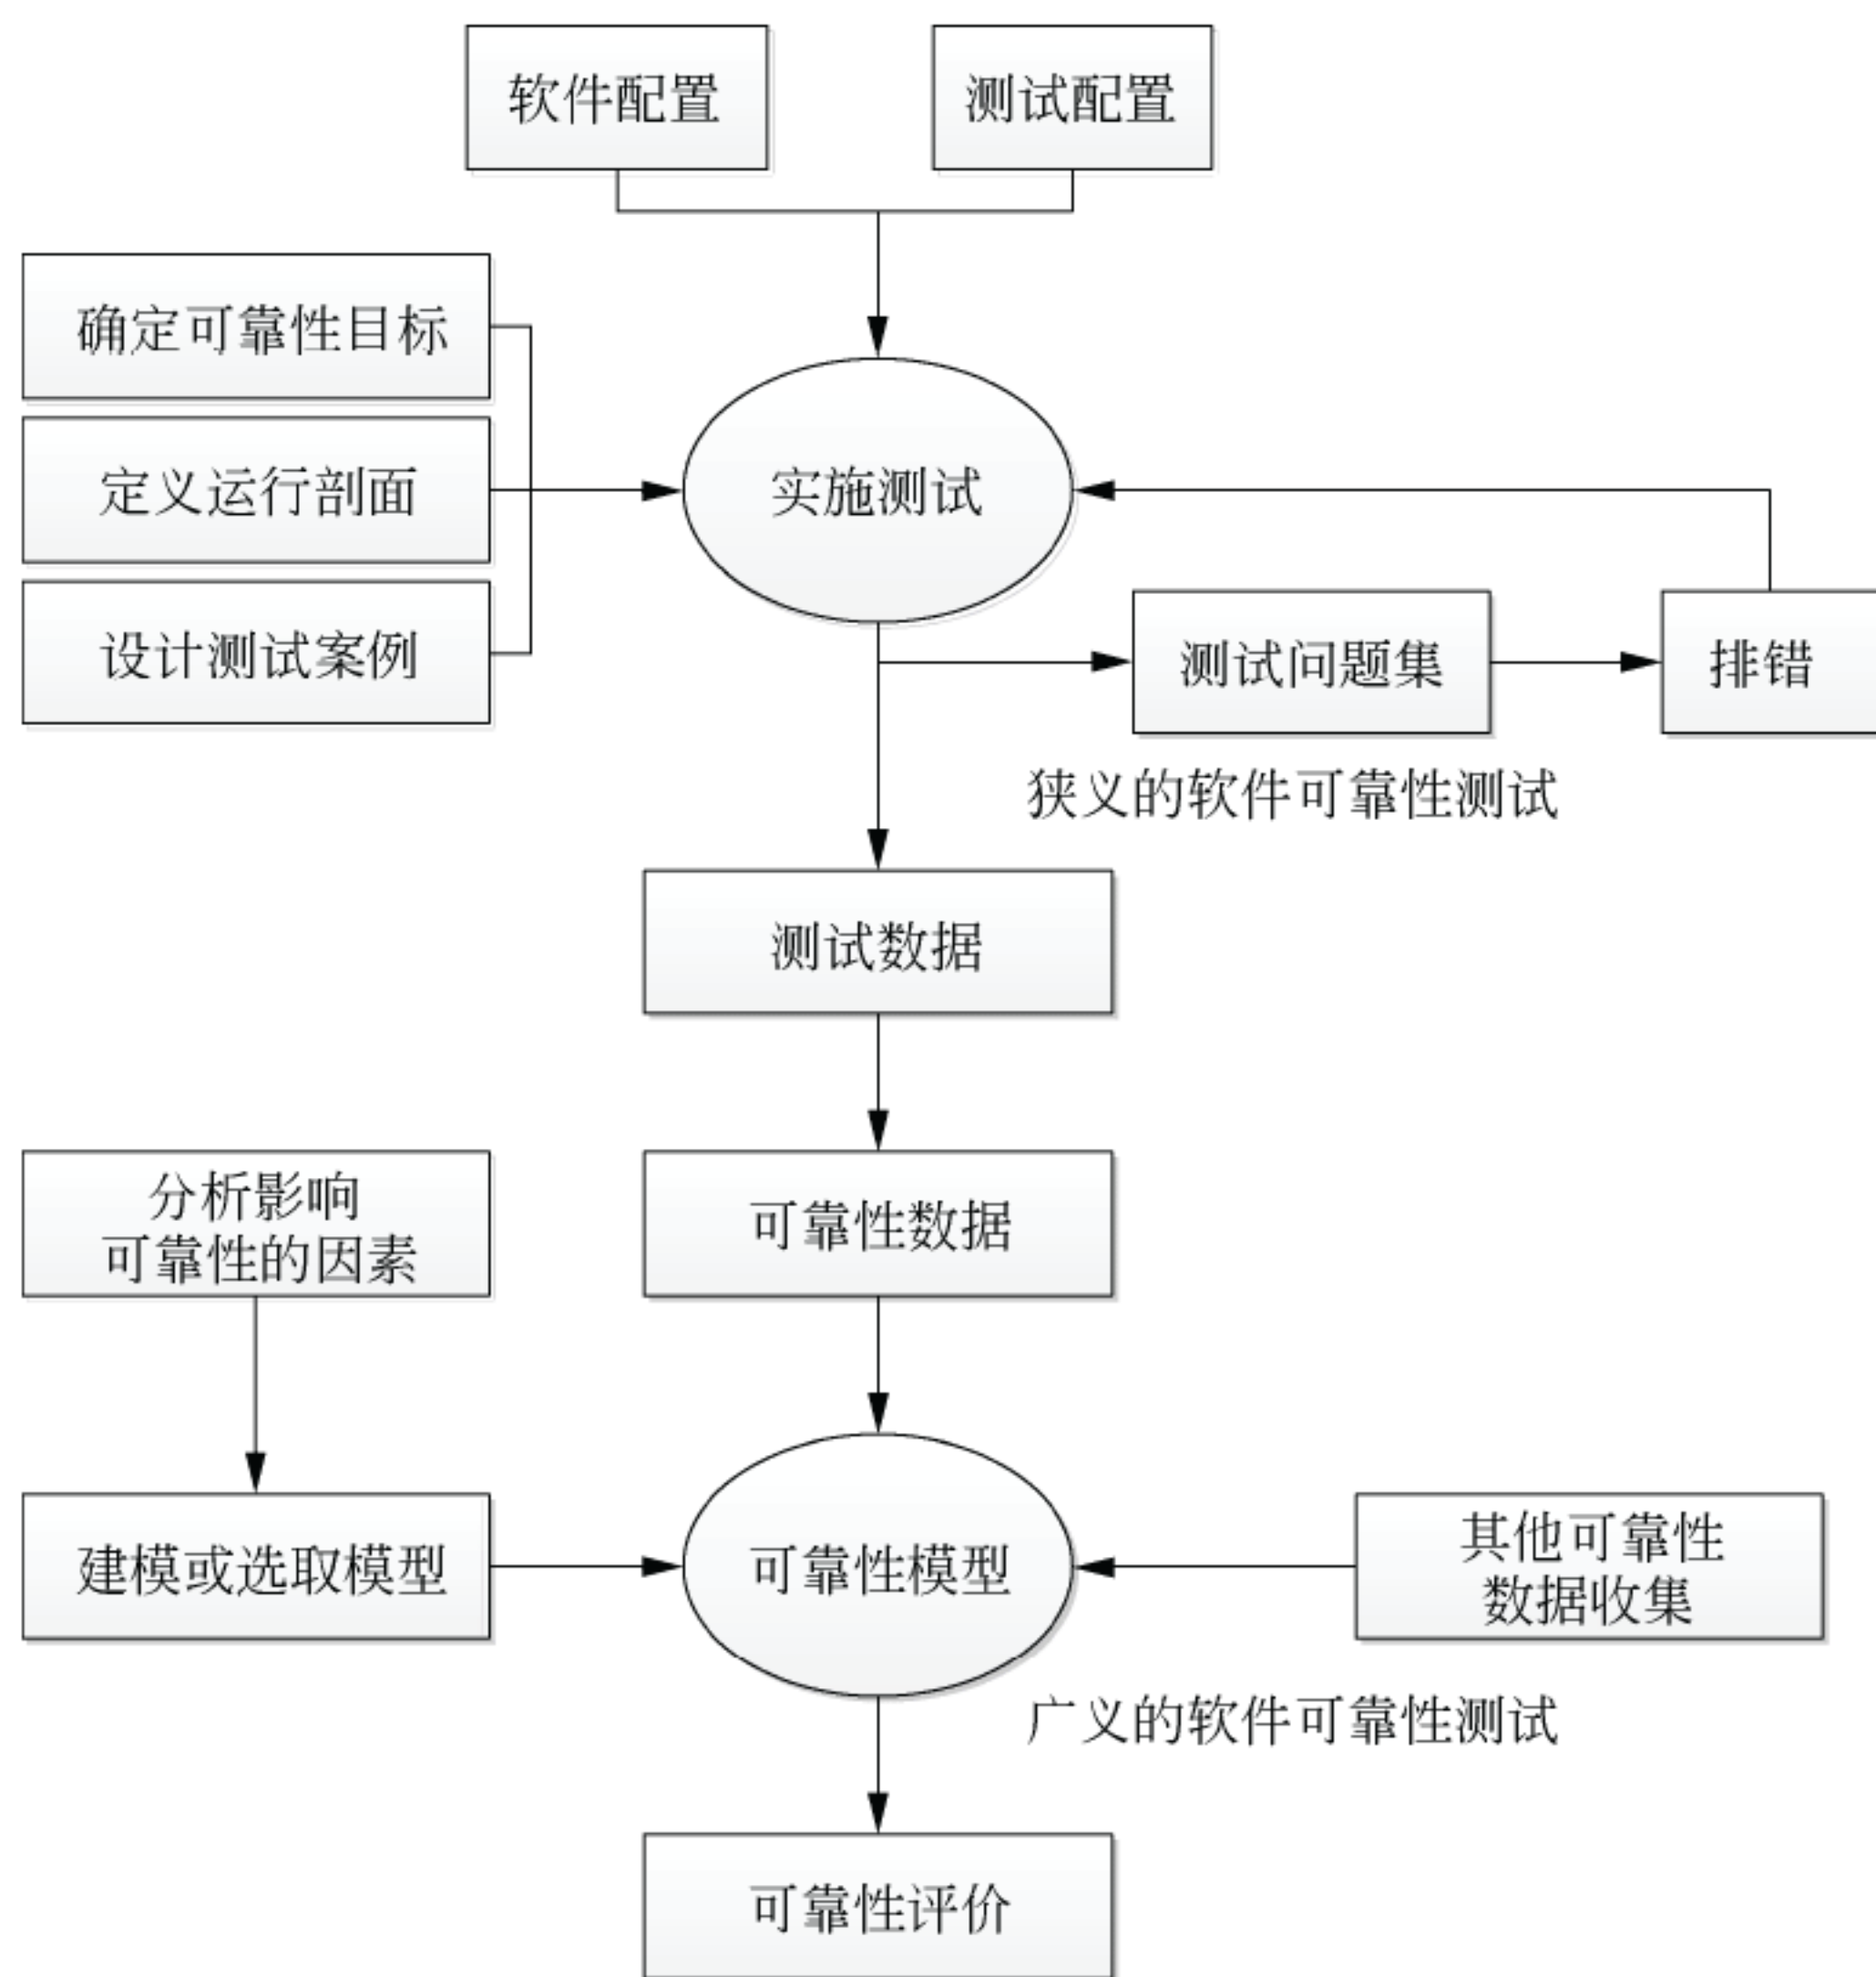 软件配置
测试配置
确定可靠性目标
定义运行剖面
实施测试
设计测试案例
测试问题集
排错
狭义的软件可靠性测试
测试数据
分析影响
可靠性的因素
可靠性数据
建模或选取模型
可靠性模型
其他可靠性
数据收集
广义的软件可靠性测试
可靠性评价